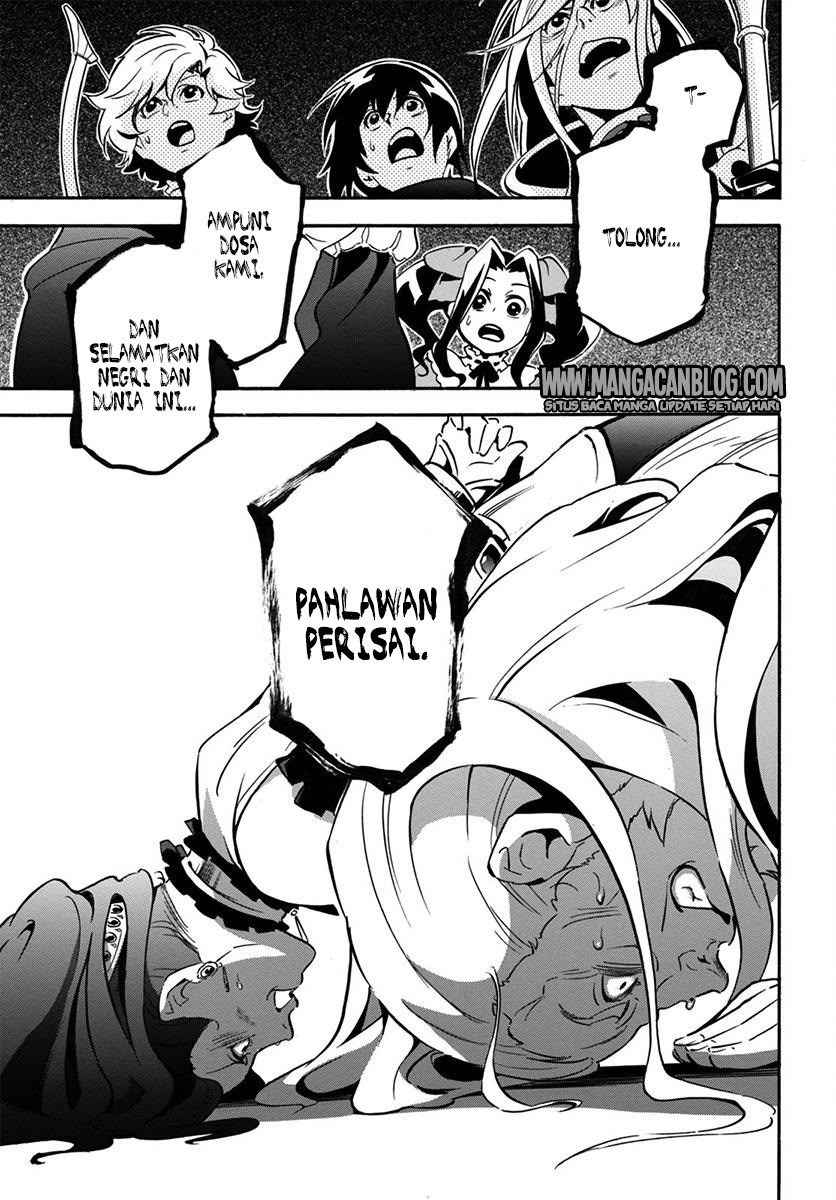 T-
TOLONG...
AMPUNI
DOSA
KAMI.
DAN
SELAMATKAN
NEGRI DAN
DUNIA INI...
WWW.MANGACANBLOG.COM
SITUS BACA MANGA UPDATE SETIAP HARI
PAHLAWAN
PERISAI.